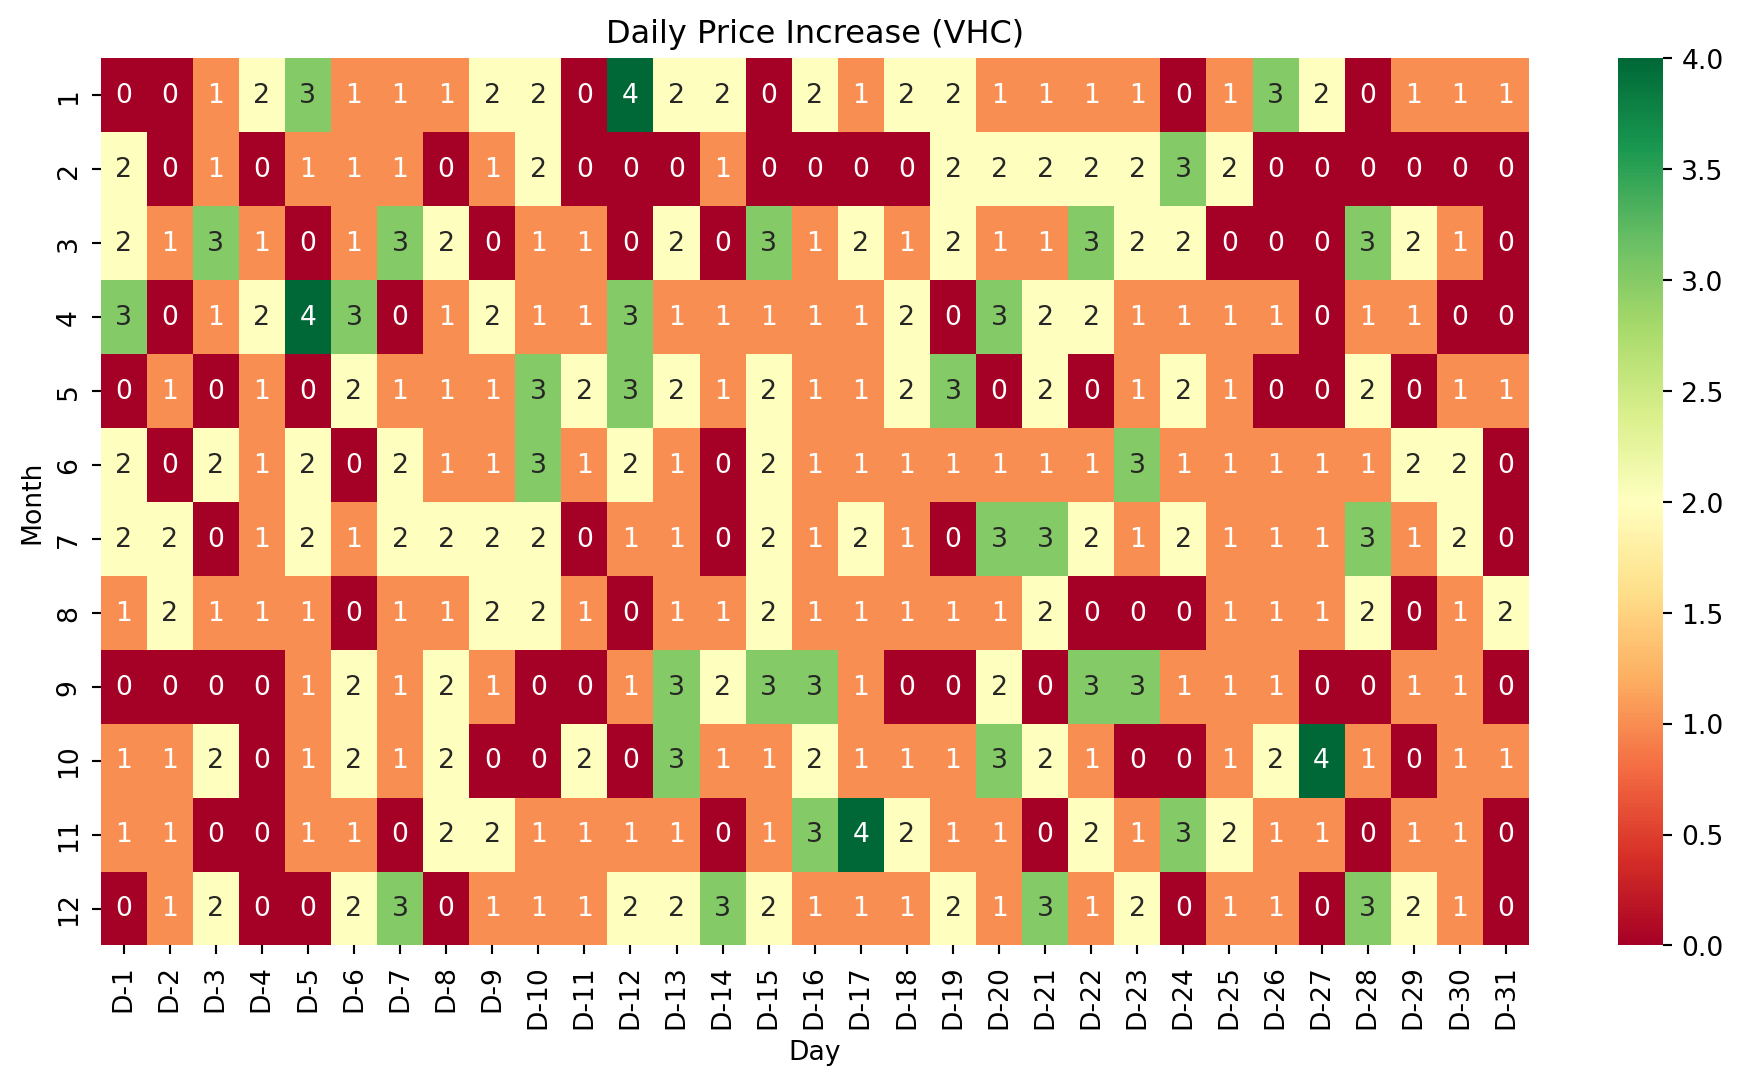 Daily Price Increase (VHC)
1 0 0 1 2 3 1 1 1 2 2 0 4 2 2 0 2 1 2 2 1 1 1 1 0 1 3 2 0 1 1 1
2 2 0 1 0 1 1 1 0 1 2 0 0 0 1 0 0 0 0 2 2 2 2 2 3 2 0 0 0 0 0 0
3 2 1 3 1 0 1 3 2 0 1 1 0 2 0 3 1 2 1 2 1 1 3 2 2 0 0 0 3 2 1 0
4 3 0 1 2 4 3 0 1 2 1 1 3 1 1 1 1 1 2 0 3 2 2 1 1 1 1 0 1 1 0 0
5 0 1 0 1 0 2 1 1 1 3 2 3 2 1 2 1 1 2 3 0 2 0 1 2 1 0 0 2 0 1 1
6 2 0 2 1 2 0 2 1 1 3 1 2 1 0 2 1 1 1 1 1 1 1 3 1 1 1 1 1 2 2 0
7 2 2 0 1 2 1 2 2 2 2 0 1 1 0 2 1 2 1 0 3 3 2 1 2 1 1 1 3 1 2 0
8 1 2 1 1 1 0 1 1 2 2 1 0 1 1 2 1 1 1 1 1 2 0 0 0 1 1 1 2 0 1 2
9 0 0 0 0 1 2 1 2 1 0 0 1 3 2 3 3 1 0 0 2 0 3 3 1 1 1 0 0 1 1 0
10 1 1 2 0 1 2 1 2 0 0 2 0 3 1 1 2 1 1 1 3 2 1 0 0 1 2 4 1 0 1 1
11 1 1 0 0 1 1 0 2 2 1 1 1 1 0 1 3 4 2 1 1 0 2 1 3 2 1 1 0 1 1 0
12 0 1 2 0 0 2 3 0 1 1 1 2 2 3 2 1 1 1 2 1 3 1 2 0 1 1 0 3 2 1 0
Month
D-1 D-2 D-3 D-4 D-5 D-6 D-7 D-8 D-9 D-10 D-11 D-12 D-13 D-14 D-15 D-16 D-17 D-18 D-19 D-20 D-21 D-22 D-23 D-24 D-25 D-26 D-27 D-28 D-29 D-30 D-31
Day
4.0
3.5
3.0
2.5
2.0
1.5
1.0
0.5
0.0